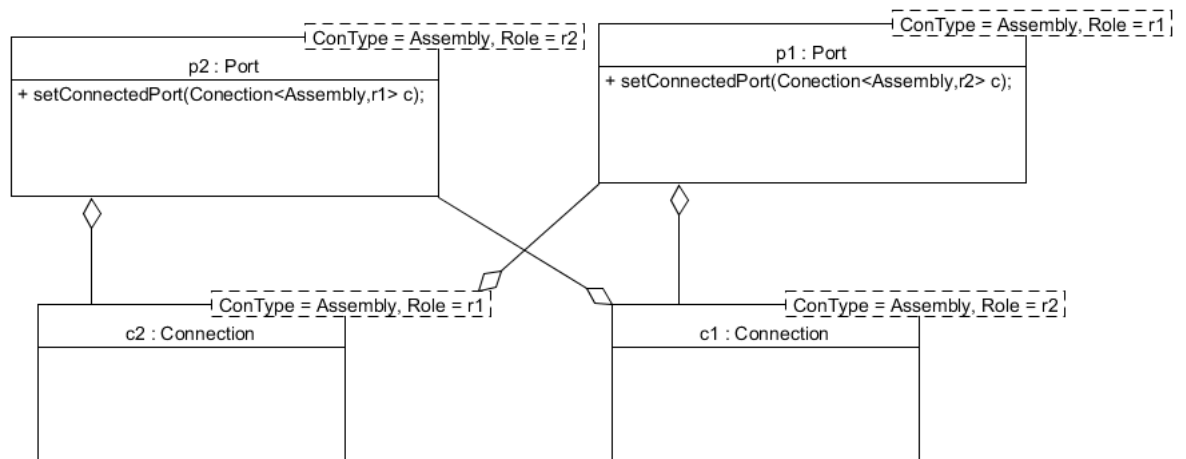 ConType = Assembly, Role = r2
p2 : Port
+ setConnectedPort(Conection<Assembly,r1> c);
ConType = Assembly, Role = r1
p1 : Port
+ setConnectedPort(Conection<Assembly,r2> c);
ConType = Assembly, Role = r1
c2 : Connection
ConType = Assembly, Role = r2
c1 : Connection